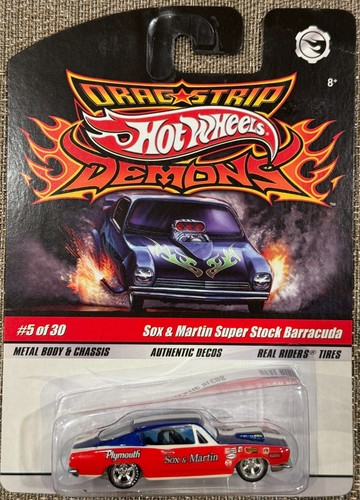 8+
DRAG★STRIP
Hot Wheels®
DEMONS™
#5 of 30
Sox & Martin Super Stock Barracuda
METAL BODY & CHASSIS
AUTHENTIC DECOS
REAL RIDERS® TIRES
Plymouth
Sox & Martin